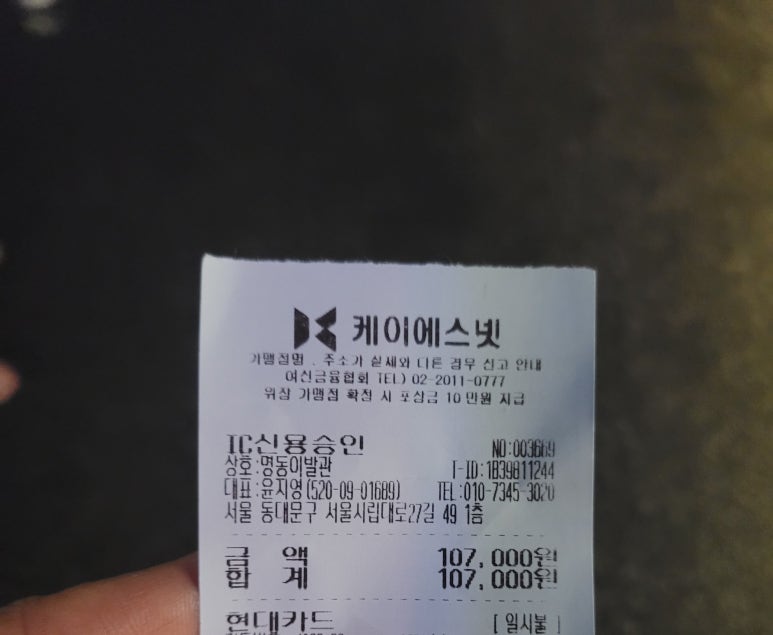 케이에스넷
가맹점명 . 주소가 실제와 다른 경우 신고 안내
여신금융협회 TEL) 02-2011-0777
위장 가맹점 확정 시 포상금 10 만원 지급
IC신용승인 NO:003669
상호:명동이발관 T-ID:1B39811244
대표:윤지영(520-09-01689) TEL:010-7345-3020
서울 동대문구 서울시립대로27길 49 1층
금 액 107,000원
합 계 107,000원
현대카드 [ 일시불 ]